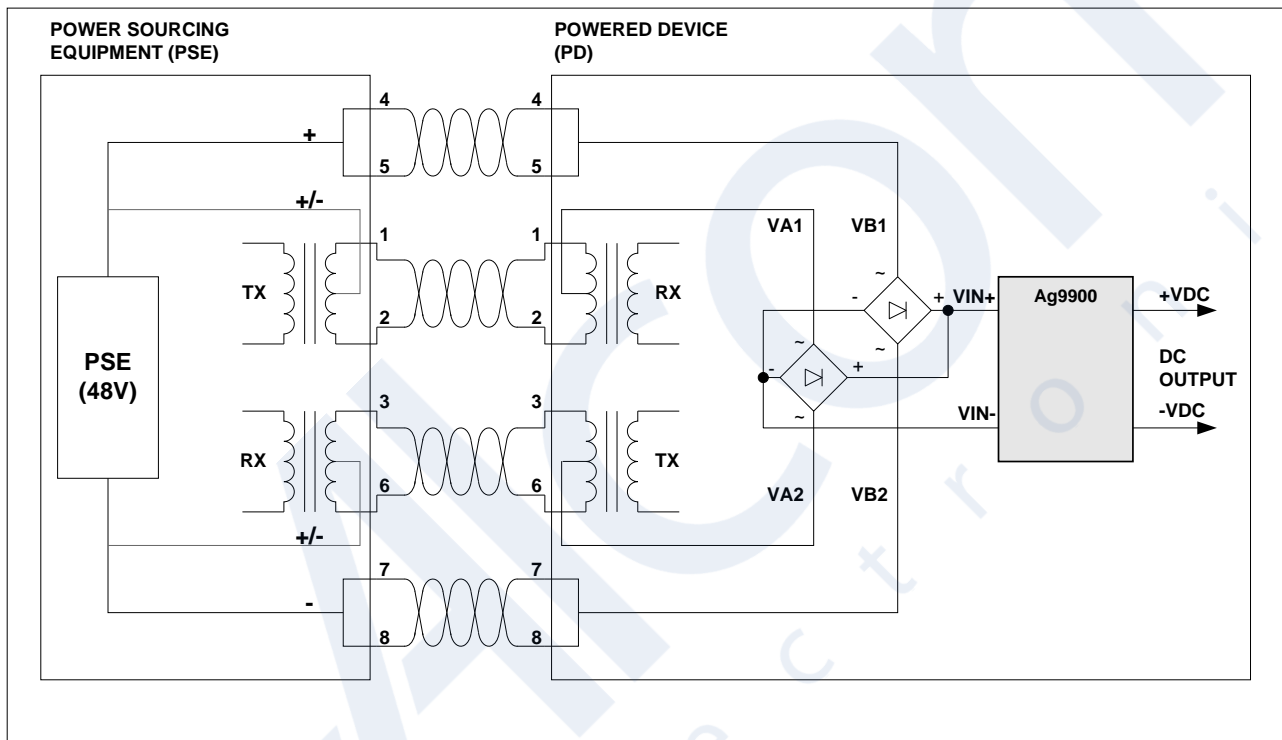 POWER SOURCING
EQUIPMENT (PSE)
POWERED DEVICE
(PD)
4
4
+
5
5
+/-
1
1
VA1
VB1
TX
RX
~
-
+
VIN+
Ag9900
+VDC
2
2
~
~
-
+
PSE
(48V)
DC
OUTPUT
3
3
~
VIN-
-VDC
RX
TX
6
6
VA2
VB2
+/-
7
7
-
8
8